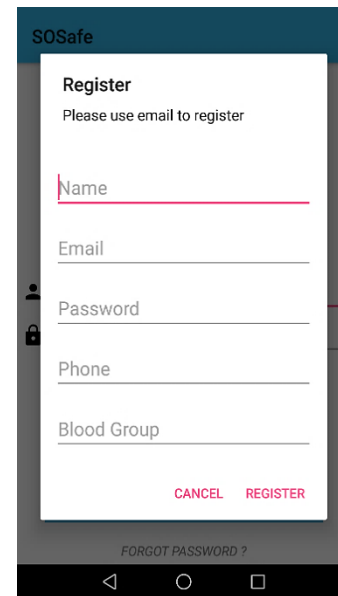 SOSafe
Register
Please use email to register
Name
Email
Password
Phone
Blood Group
CANCEL REGISTER
FORGOT PASSWORD ?